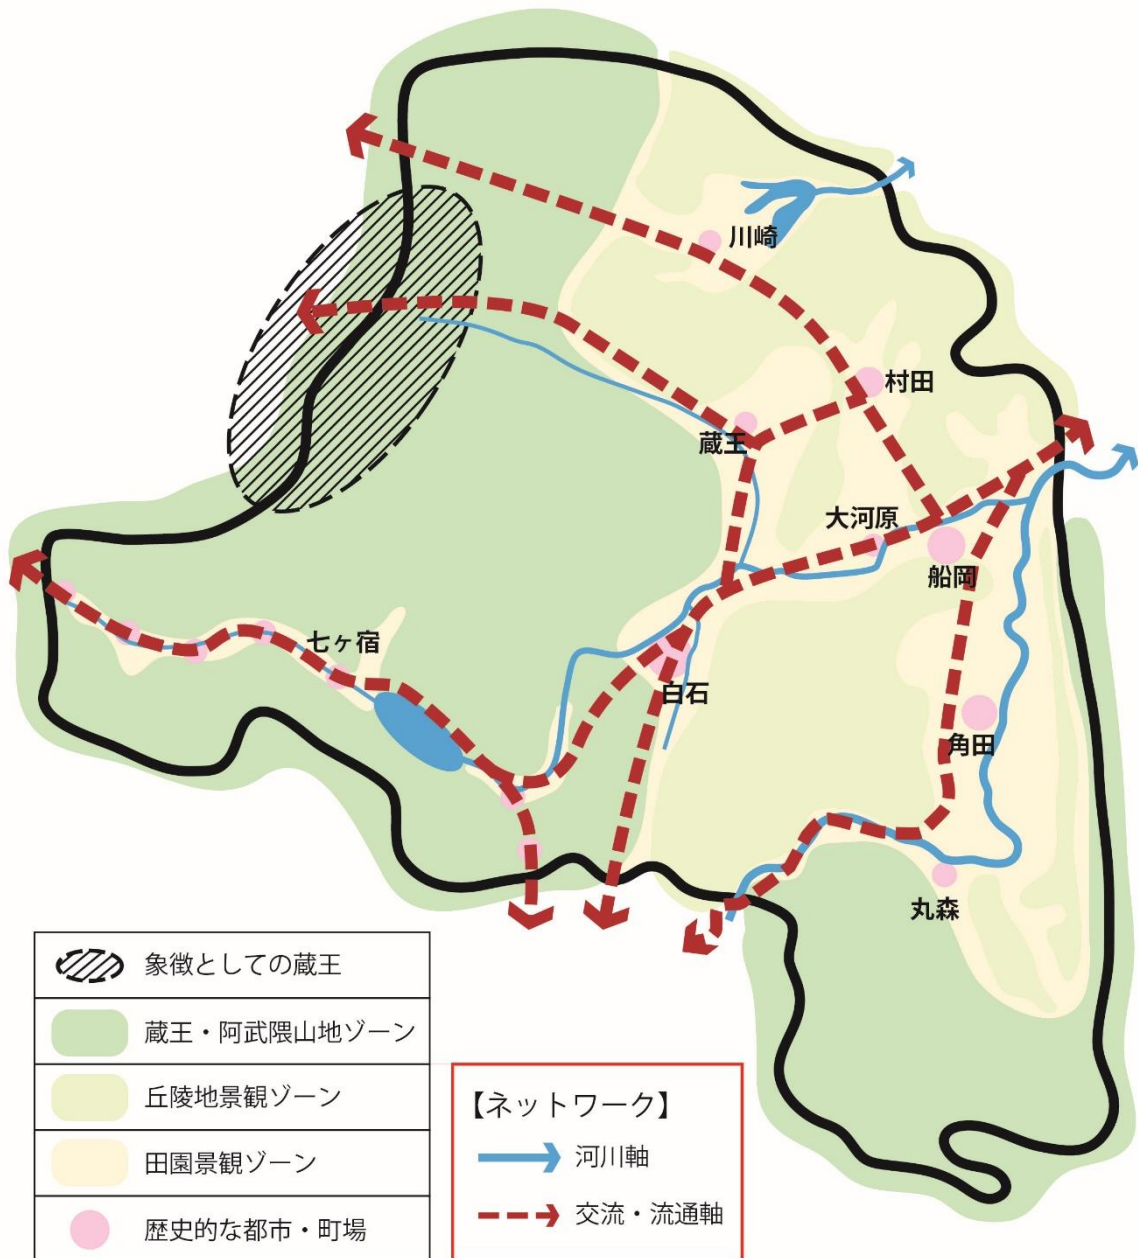 川崎
村田
蔵王
大河原
船岡
七ヶ宿
白石
角田
丸森
象徴としての蔵王
蔵王・阿武隈山地ゾーン
丘陵地景観ゾーン
田園景観ゾーン
歴史的な都市・町場
【ネットワーク】
河川軸
交流・流通軸